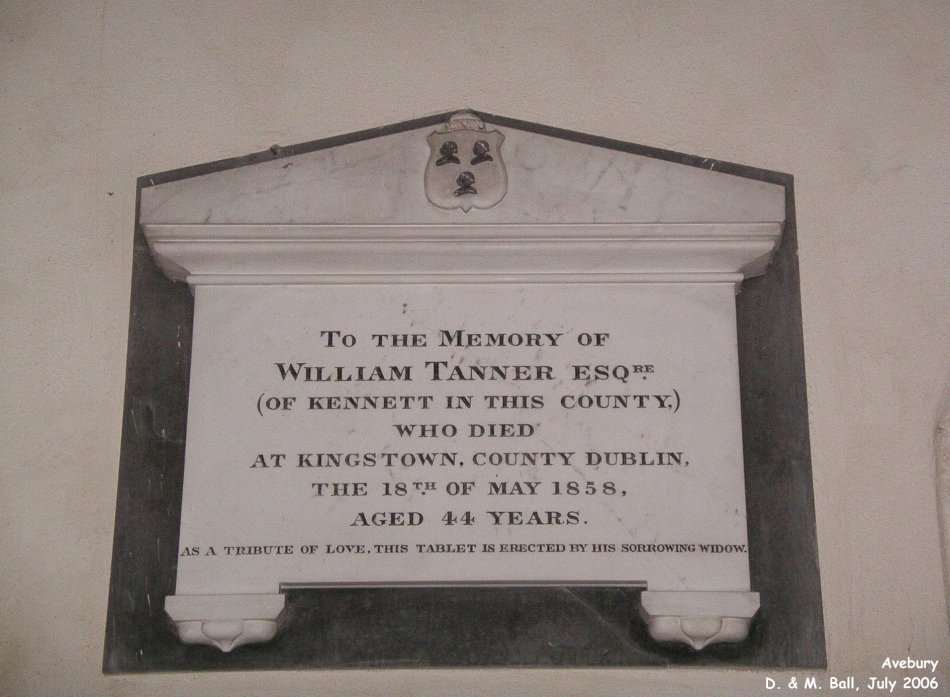 TO THE MEMORY OF
WILLIAM TANNER ESQRE.
(OF KENNETT IN THIS COUNTY,)
WHO DIED
AT KINGSTOWN, COUNTY DUBLIN,
THE 18TH. OF MAY 1858,
AGED 44 YEARS.
AS A TRIBUTE OF LOVE, THIS TABLET IS ERECTED BY HIS SORROWING WIDOW.
Avebury
D. & M. Ball, July 2006